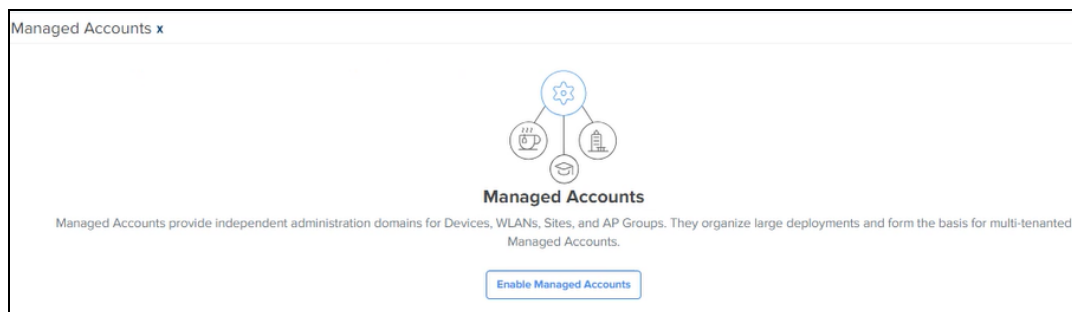 Managed Accounts x
Managed Accounts
Managed Accounts provide independent administration domains for Devices, WLANs, Sites, and AP Groups. They organize large deployments and form the basis for multi-tenanted
Managed Accounts.
Enable Managed Accounts